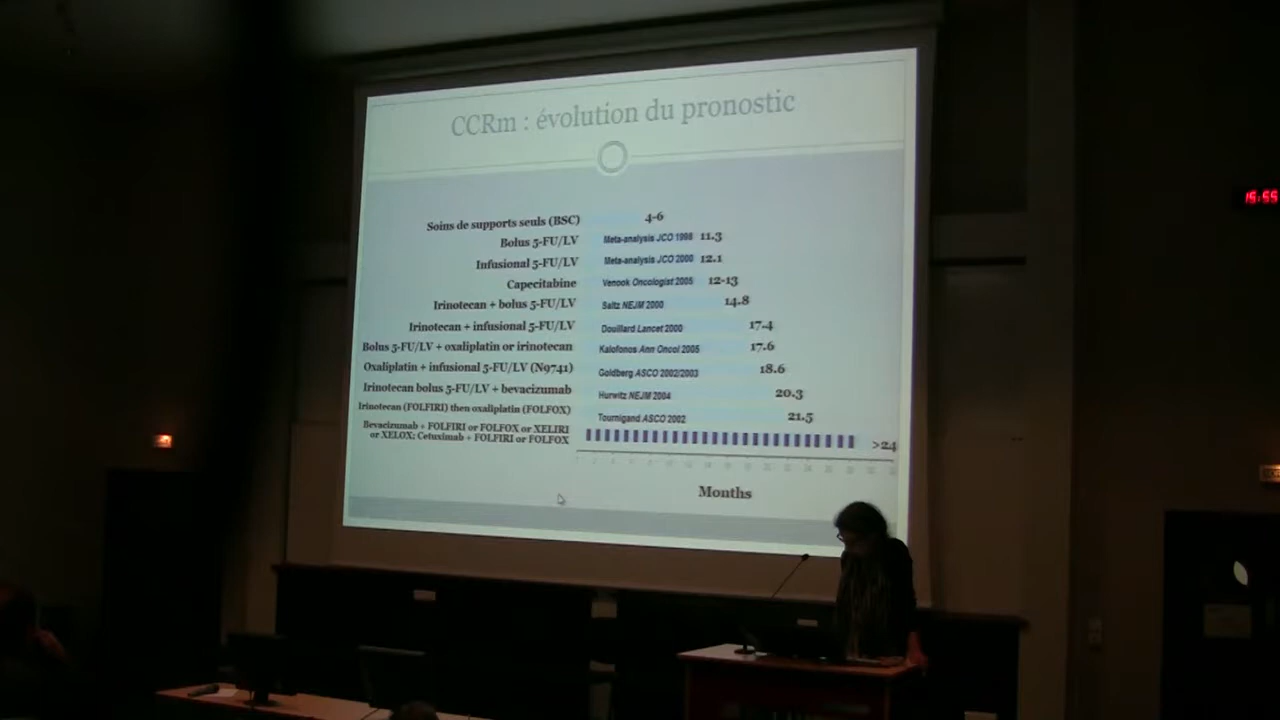 CCRm : évolution du pronostic
Soins de supports seuls (BSC) 4-6
Bolus 5-FU/LV Meta-analysis JCO 1998 11.3
Infusional 5-FU/LV Meta-analysis JCO 2000 12.1
Capecitabine Venook Oncologist 2005 12-13
Irinotecan + bolus 5-FU/LV Saltz NEJM 2000 14.8
Irinotecan + infusional 5-FU/LV Douillard Lancet 2000 17.4
Bolus 5-FU/LV + oxaliplatin or irinotecan Kalofonos Ann Oncol 2005 17.6
Oxaliplatin + infusional 5-FU/LV (N9741) Goldberg ASCO 2002/2003 18.6
Irinotecan bolus 5-FU/LV + bevacizumab Hurwitz NEJM 2004 20.3
Irinotecan (FOLFIRI) then oxaliplatin (FOLFOX) Tournigand ASCO 2002 21.5
Bevacizumab + FOLFIRI or FOLFOX or XELIRI
or XELOX; Cetuximab + FOLFIRI or FOLFOX >24
Months
15:55